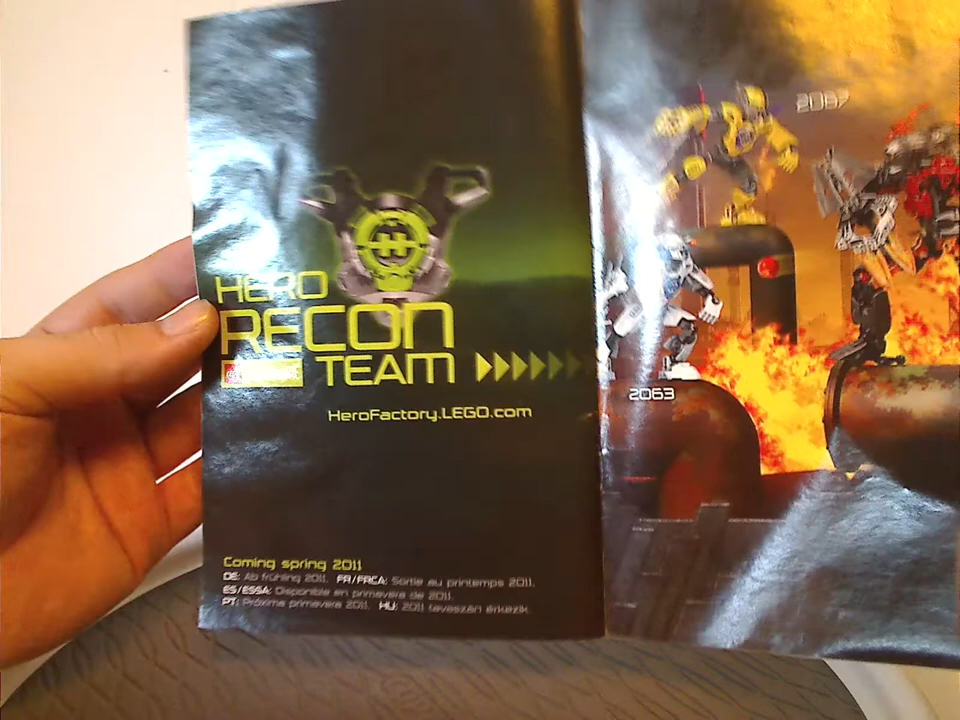 HERO
RECON
TEAM
HeroFactory.LEGO.com
Coming spring 2011
DE: Ab frühling 2011. FR/FRCA: Sortie au printemps 2011.
ES/ESSA: Disponible en primavera de 2011.
PT: Próxima primavera 2011. HU: 2011 tavaszán érkezik.
2063